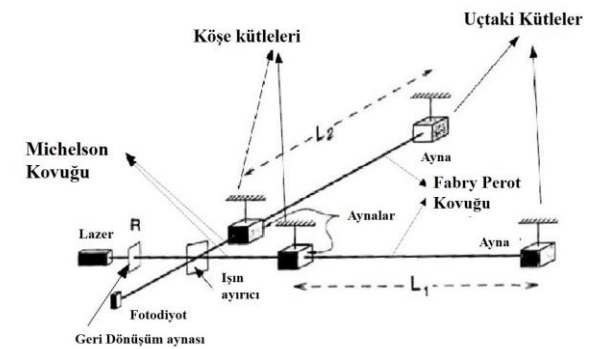 Uçtaki Kütleler
Köşe kütleleri
L2
Michelson
Kovuğu
Ayna
Fabry Perot
Kovuğu
Aynalar
R
Lazer
Ayna
Işın
ayırıcı
L1
Fotodiyot
Geri Dönüşüm aynası